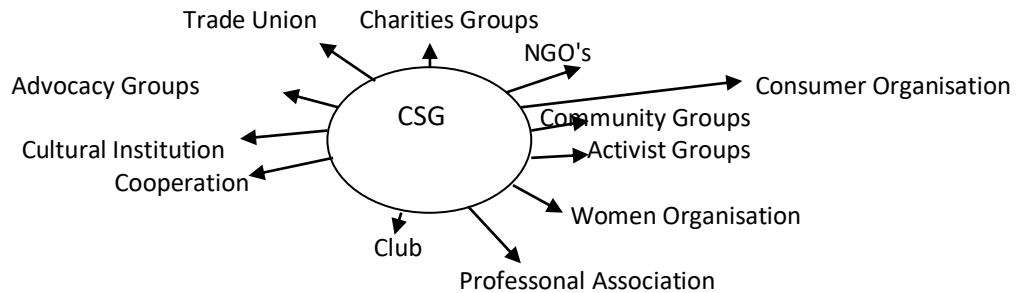 Trade Union
Charities Groups
NGO's
Advocacy Groups
Consumer Organisation
CSG
Community Groups
Cultural Institution
Activist Groups
Cooperation
Women Organisation
Club
Professonal Association